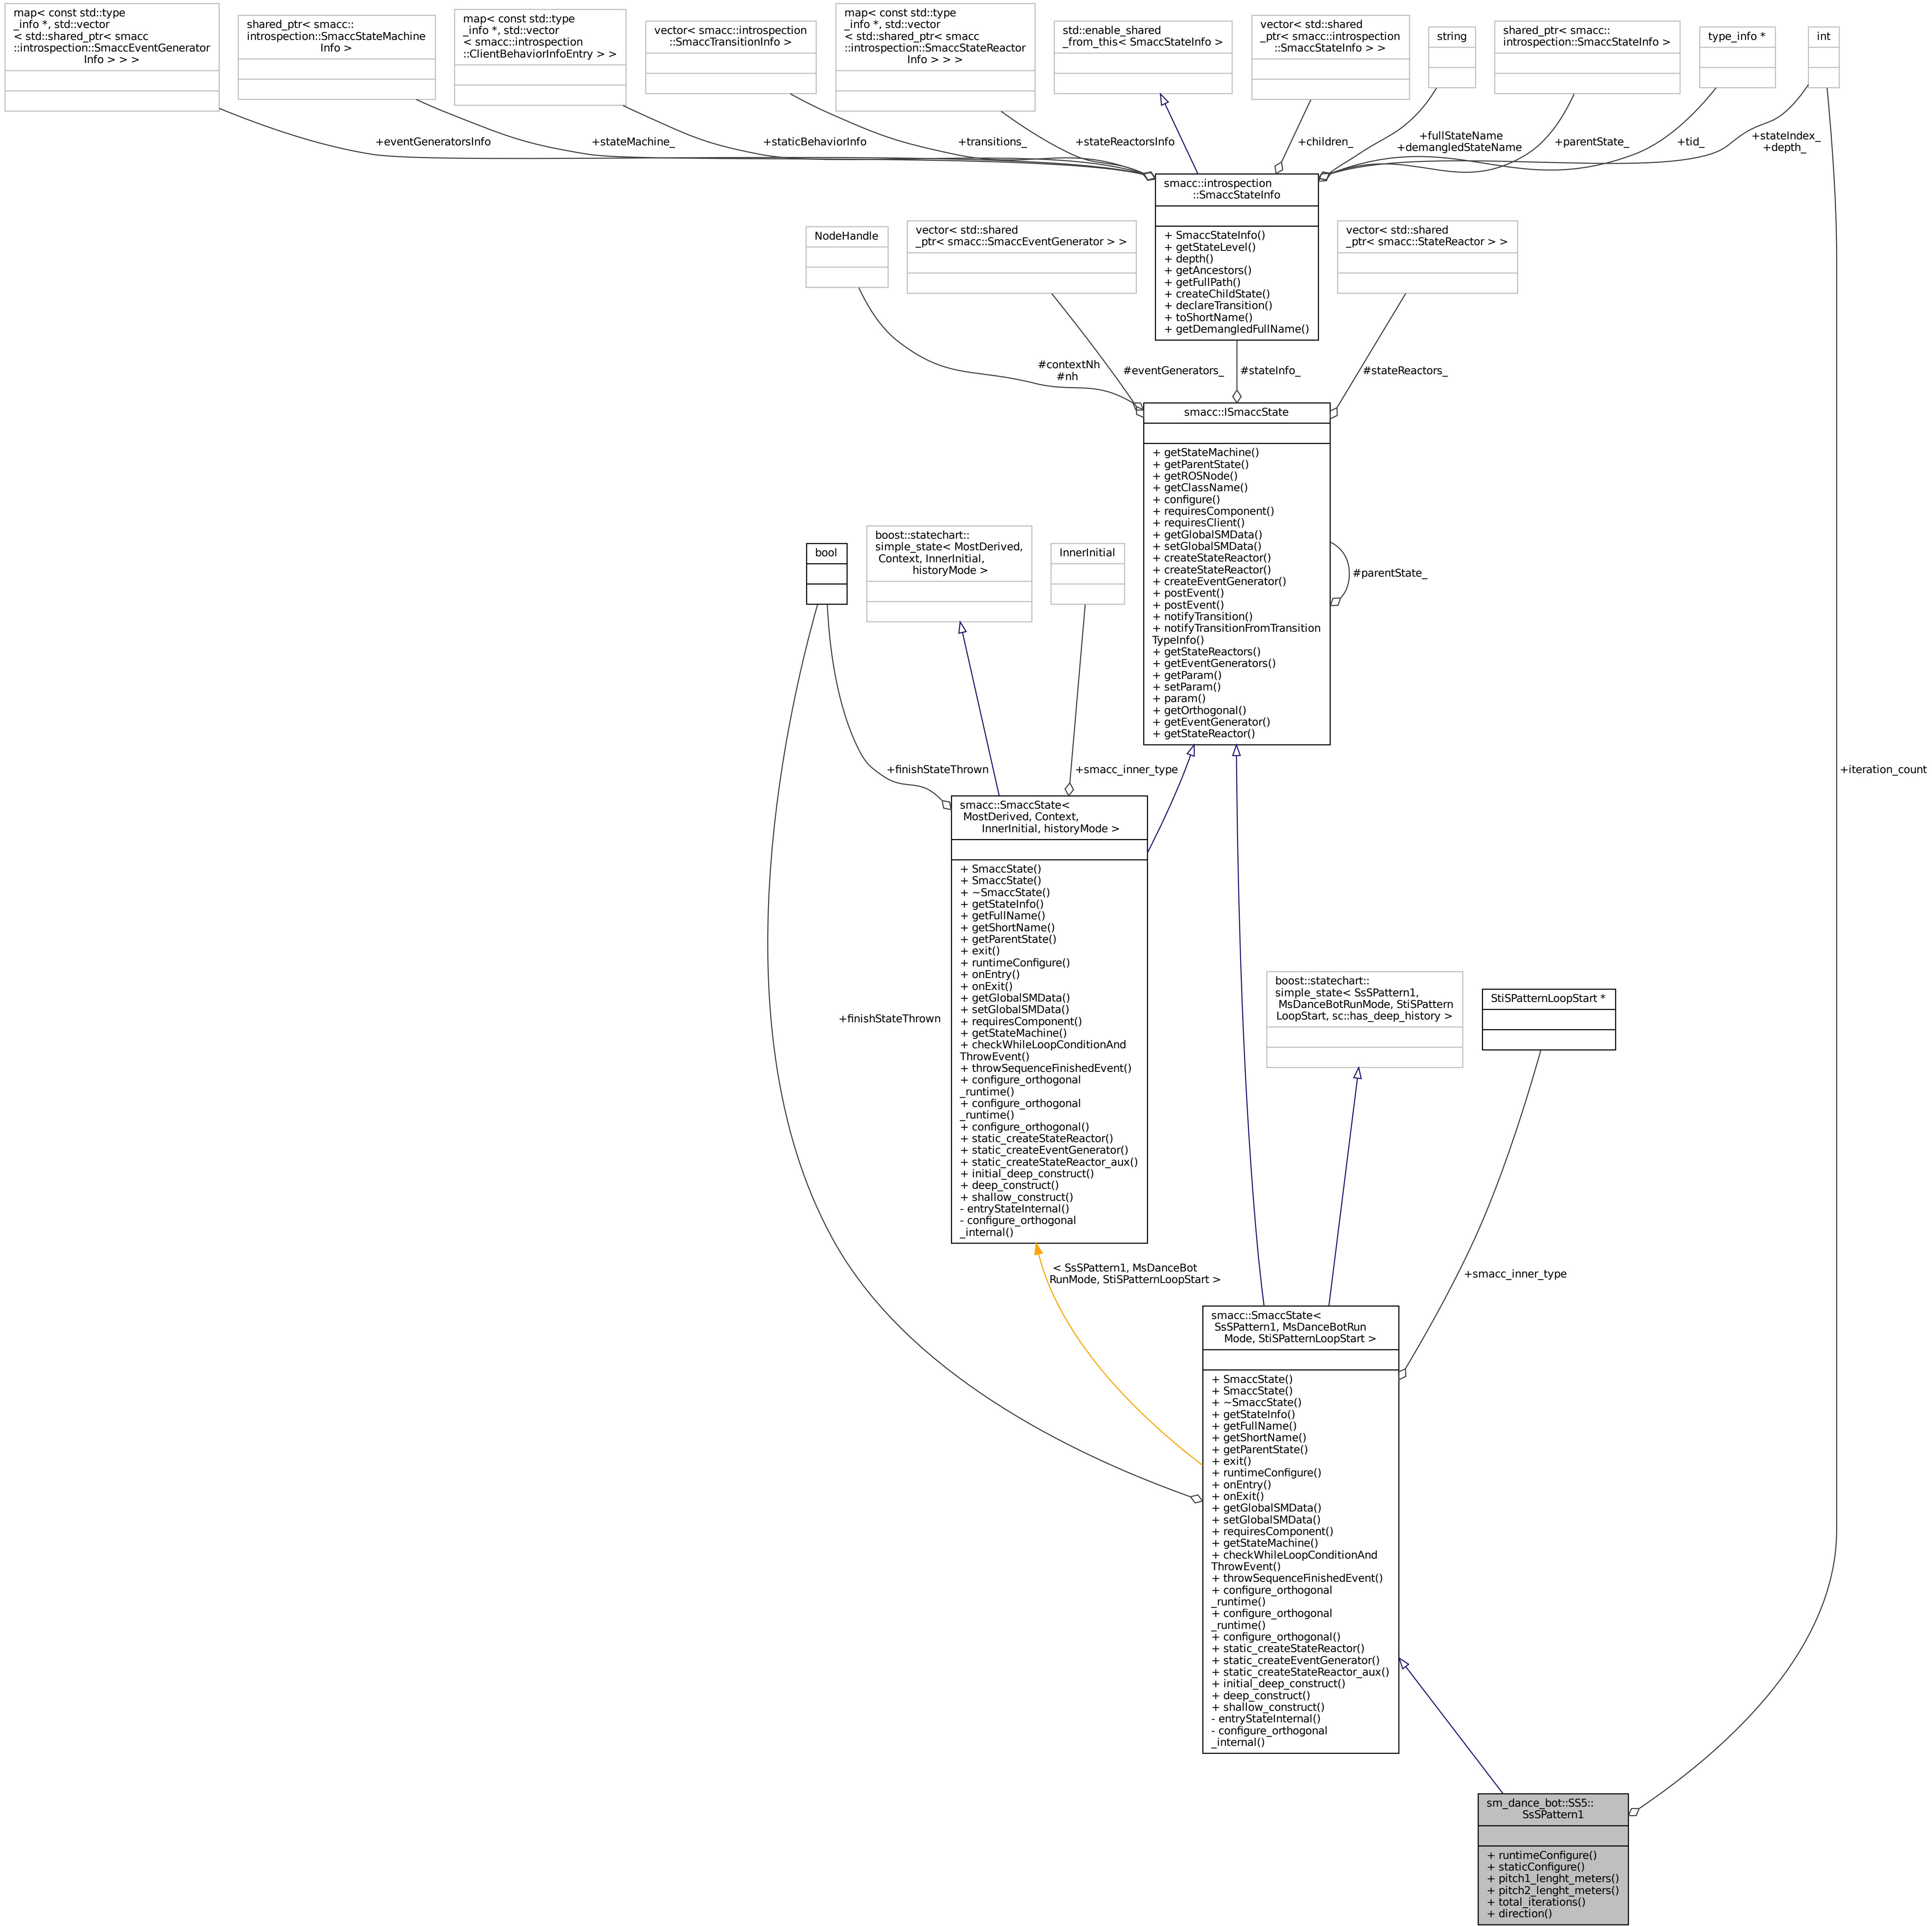 map< const std::type
_info *, std::vector
< std::shared_ptr< smacc
::introspection::SmaccEventGenerator
Info > > >
shared_ptr< smacc::
introspection::SmaccStateMachine
Info >
map< const std::type
_info *, std::vector
< smacc::introspection
::ClientBehaviorInfoEntry > >
vector< smacc::introspection
::SmaccTransitionInfo >
map< const std::type
_info *, std::vector
< std::shared_ptr< smacc
::introspection::SmaccStateReactor
Info > > >
std::enable_shared
_from_this< SmaccStateInfo >
vector< std::shared
_ptr< smacc::introspection
::SmaccStateInfo > >
string
shared_ptr< smacc::
introspection::SmaccStateInfo >
type_info *
int
+eventGeneratorsInfo
+stateMachine_
+staticBehaviorInfo
+transitions_
+stateReactorsInfo
+children_
+fullStateName
+demangledStateName
+parentState_
+tid_
+stateIndex_
+depth_
smacc::introspection
::SmaccStateInfo
+ SmaccStateInfo()
+ getStateLevel()
+ depth()
+ getAncestors()
+ getFullPath()
+ createChildState()
+ declareTransition()
+ toShortName()
+ getDemangledFullName()
NodeHandle
vector< std::shared
_ptr< smacc::SmaccEventGenerator > >
vector< std::shared
_ptr< smacc::StateReactor > >
#contextNh
#nh
#eventGenerators_
#stateInfo_
#stateReactors_
smacc::ISmaccState
+ getStateMachine()
+ getParentState()
+ getROSNode()
+ getClassName()
+ configure()
+ requiresComponent()
+ requiresClient()
+ getGlobalSMData()
+ setGlobalSMData()
+ createStateReactor()
+ createStateReactor()
+ createEventGenerator()
+ postEvent()
+ postEvent()
+ notifyTransition()
+ notifyTransitionFromTransition
TypeInfo()
+ getStateReactors()
+ getEventGenerators()
+ getParam()
+ setParam()
+ param()
+ getOrthogonal()
+ getEventGenerator()
+ getStateReactor()
#parentState_
bool
boost::statechart::
simple_state< MostDerived,
Context, InnerInitial,
historyMode >
InnerInitial
+finishStateThrown
+smacc_inner_type
+iteration_count
smacc::SmaccState<
MostDerived, Context,
InnerInitial, historyMode >
+ SmaccState()
+ SmaccState()
+ ~SmaccState()
+ getStateInfo()
+ getFullName()
+ getShortName()
+ getParentState()
+ exit()
+ runtimeConfigure()
+ onEntry()
+ onExit()
+ getGlobalSMData()
+ setGlobalSMData()
+ requiresComponent()
+ getStateMachine()
+ checkWhileLoopConditionAnd
ThrowEvent()
+ throwSequenceFinishedEvent()
+ configure_orthogonal
_runtime()
+ configure_orthogonal
_runtime()
+ configure_orthogonal()
+ static_createStateReactor()
+ static_createEventGenerator()
+ static_createStateReactor_aux()
+ initial_deep_construct()
+ deep_construct()
+ shallow_construct()
- entryStateInternal()
- configure_orthogonal
_internal()
+finishStateThrown
boost::statechart::
simple_state< SsSPattern1,
MsDanceBotRunMode, StiSPattern
LoopStart, sc::has_deep_history >
StiSPatternLoopStart *
< SsSPattern1, MsDanceBot
RunMode, StiSPatternLoopStart >
+smacc_inner_type
smacc::SmaccState<
SsSPattern1, MsDanceBotRun
Mode, StiSPatternLoopStart >
+ SmaccState()
+ SmaccState()
+ ~SmaccState()
+ getStateInfo()
+ getFullName()
+ getShortName()
+ getParentState()
+ exit()
+ runtimeConfigure()
+ onEntry()
+ onExit()
+ getGlobalSMData()
+ setGlobalSMData()
+ requiresComponent()
+ getStateMachine()
+ checkWhileLoopConditionAnd
ThrowEvent()
+ throwSequenceFinishedEvent()
+ configure_orthogonal
_runtime()
+ configure_orthogonal
_runtime()
+ configure_orthogonal()
+ static_createStateReactor()
+ static_createEventGenerator()
+ static_createStateReactor_aux()
+ initial_deep_construct()
+ deep_construct()
+ shallow_construct()
- entryStateInternal()
- configure_orthogonal
_internal()
sm_dance_bot::SS5::
SsSPattern1
+ runtimeConfigure()
+ staticConfigure()
+ pitch1_lenght_meters()
+ pitch2_lenght_meters()
+ total_iterations()
+ direction()